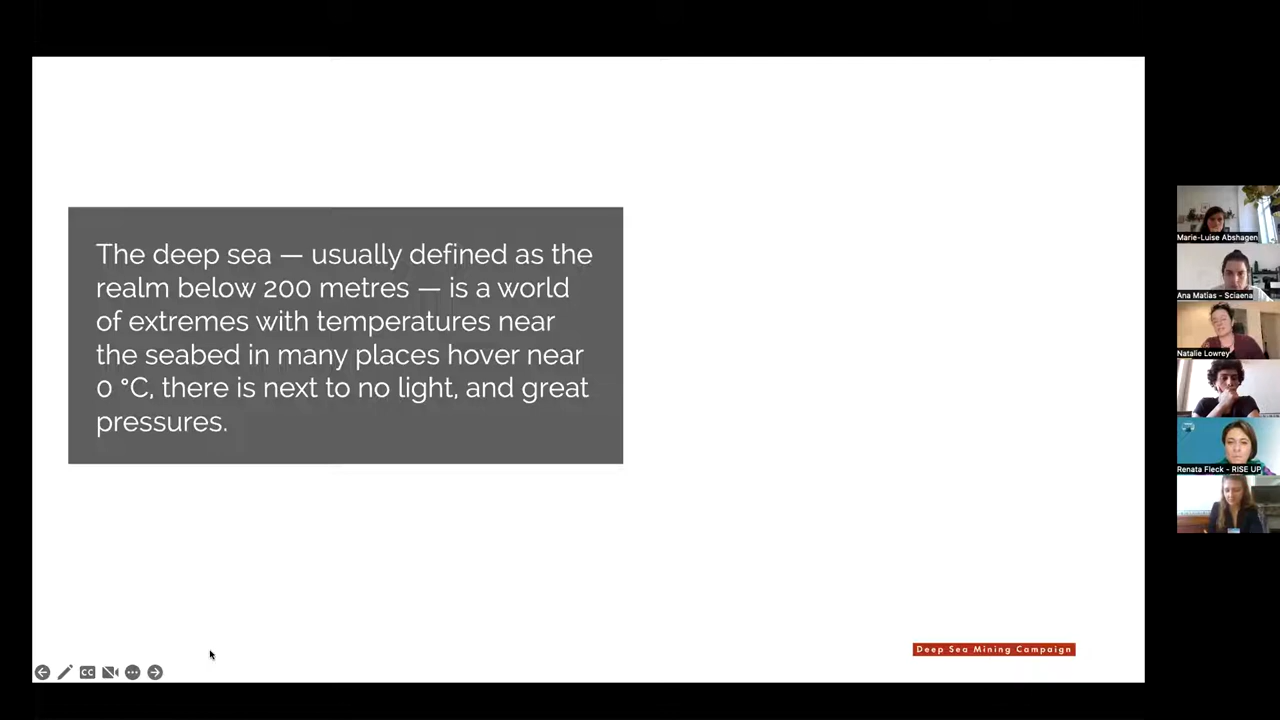 The deep sea — usually defined as the
realm below 200 metres — is a world
of extremes with temperatures near
the seabed in many places hover near
0 °C, there is next to no light, and great
pressures.
Deep Sea Mining Campaign
CC
Marie-Luise Abshagen
Ana Matias - Sciaena
Natalie Lowrey
Renata Fleck - RISE UP